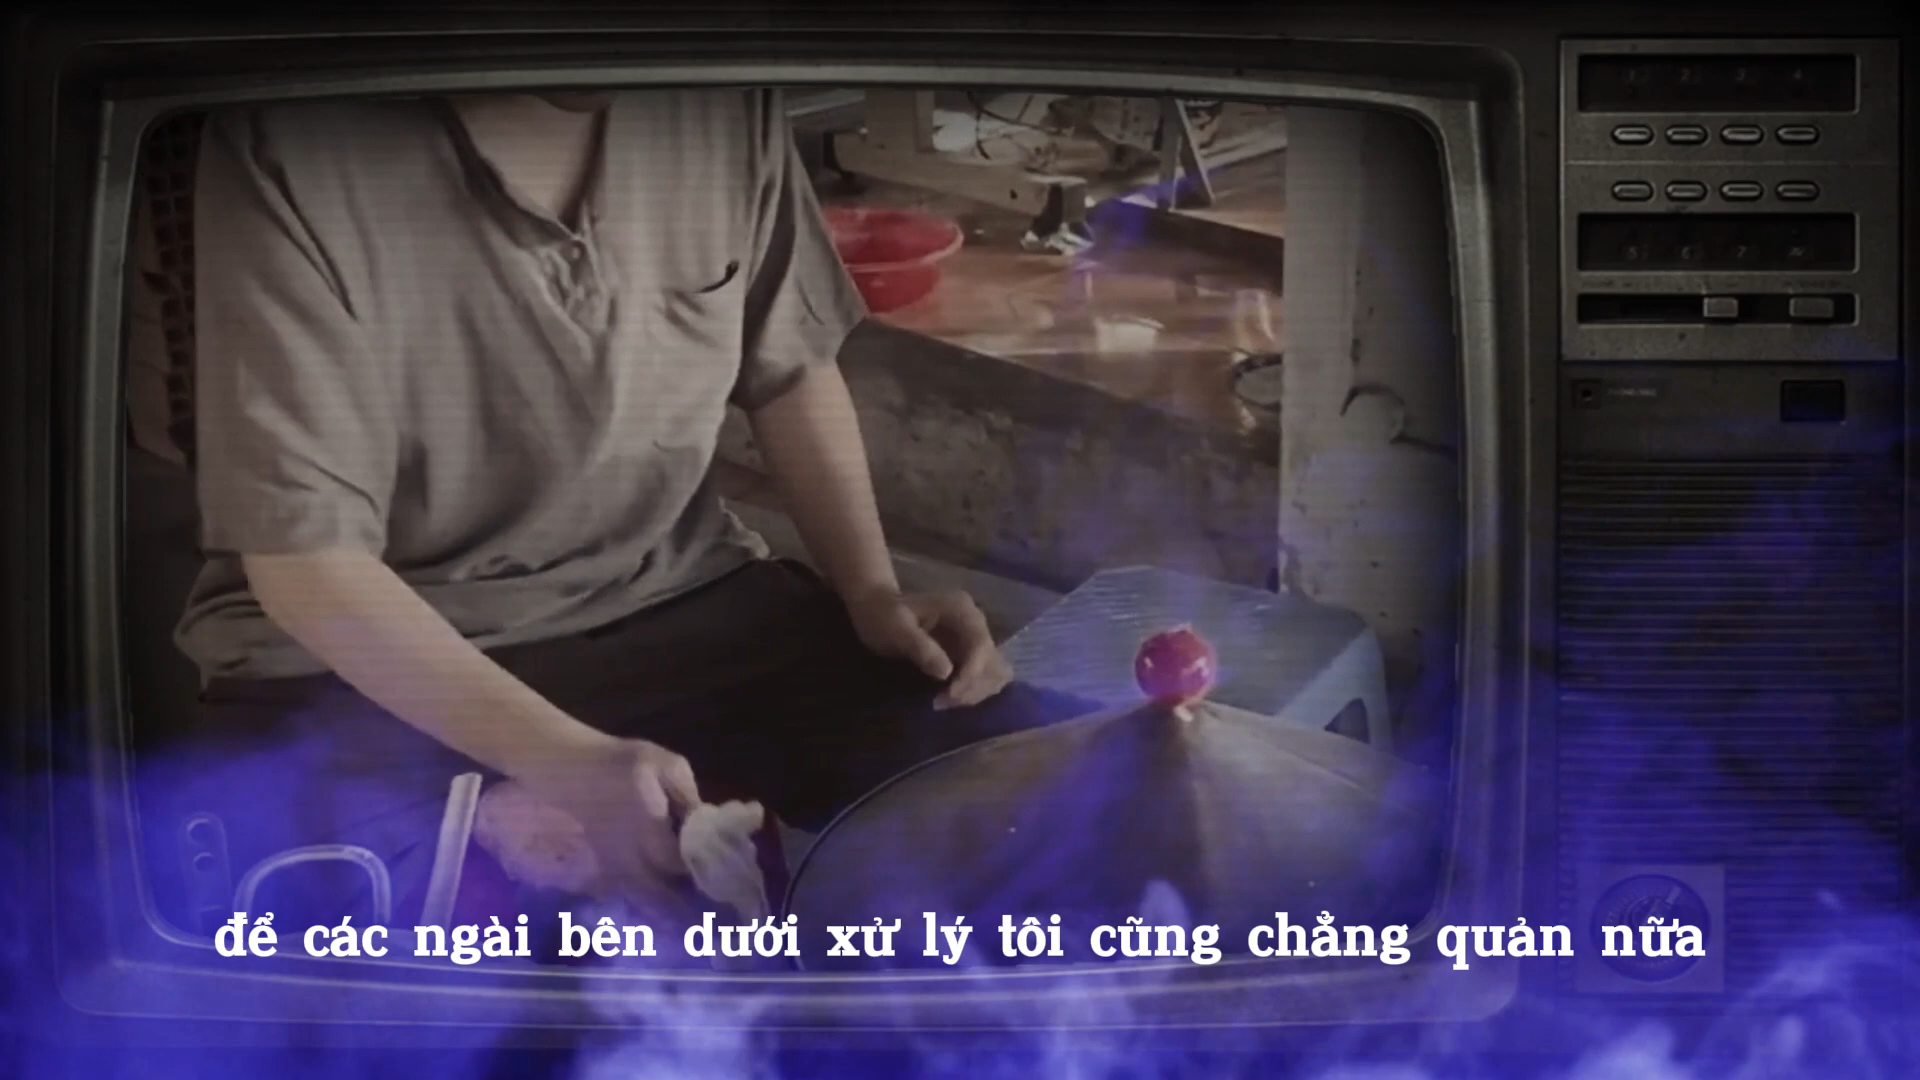 để các ngài bên dưới xử lý tôi cũng chẳng quản nữa